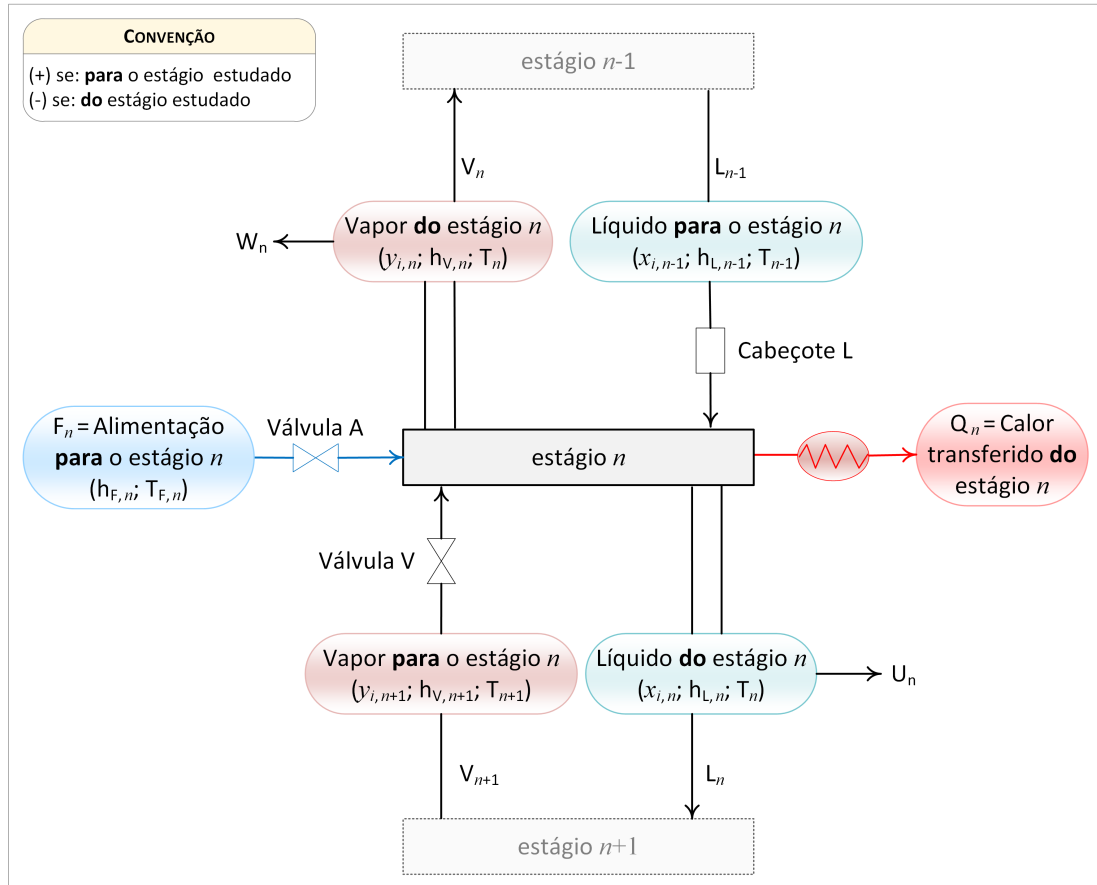 CONVENÇÃO
(+) se: para o estágio estudado
(-) se: do estágio estudado
estágio n-1
Vn
Ln-1
Wn
Vapor do estágio n
(yi,n; hV,n; Tn)
Líquido para o estágio n
(xi,n-1; hL,n-1; Tn-1)
Cabeçote L
Fn = Alimentação
para o estágio n
(hF,n; TF,n)
Válvula A
estágio n
Qn = Calor
transferido do
estágio n
Válvula V
Vapor para o estágio n
(yi,n+1; hV,n+1; Tn+1)
Líquido do estágio n
(xi,n; hL,n; Tn)
Un
Vn+1
Ln
estágio n+1